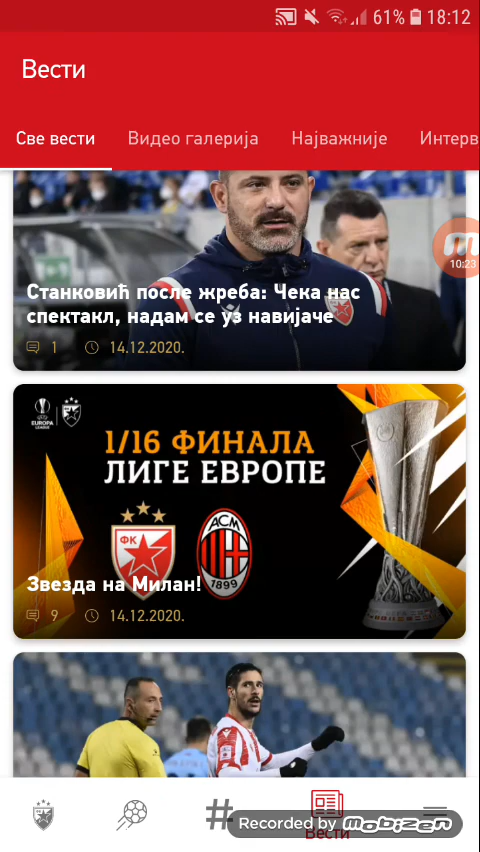 61% 18:12
Вести
Све вести Видео галерија Најважније Интерв
10:23
Станковић после жреба: Чека нас
спектакл, надам се уз навијаче
1 14.12.2020.
EUROPA
LEAGUE
1/16 ФИНАЛА
ЛИГЕ ЕВРОПЕ
ФК
ACM
1899
Звезда на Милан!
9 14.12.2020.
#
Recorded by mobizen
Вести